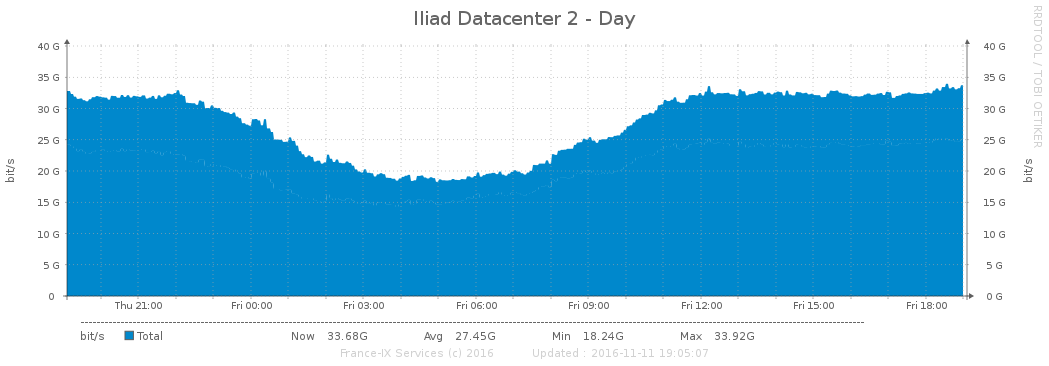 Iliad Datacenter 2 - Day
RRDTOOL / TOBI OETIKER
bit/s
40 G 40 G
35 G 35 G
30 G 30 G
25 G 25 G
20 G 20 G
15 G 15 G
10 G 10 G
5 G 5 G
0 0 G
bit/s
Thu 21:00 Fri 00:00 Fri 03:00 Fri 06:00 Fri 09:00 Fri 12:00 Fri 15:00 Fri 18:00
bit/s Total Now 33.68G Avg 27.45G Min 18.24G Max 33.92G
France-IX Services (c) 2016 Updated : 2016-11-11 19:05:07